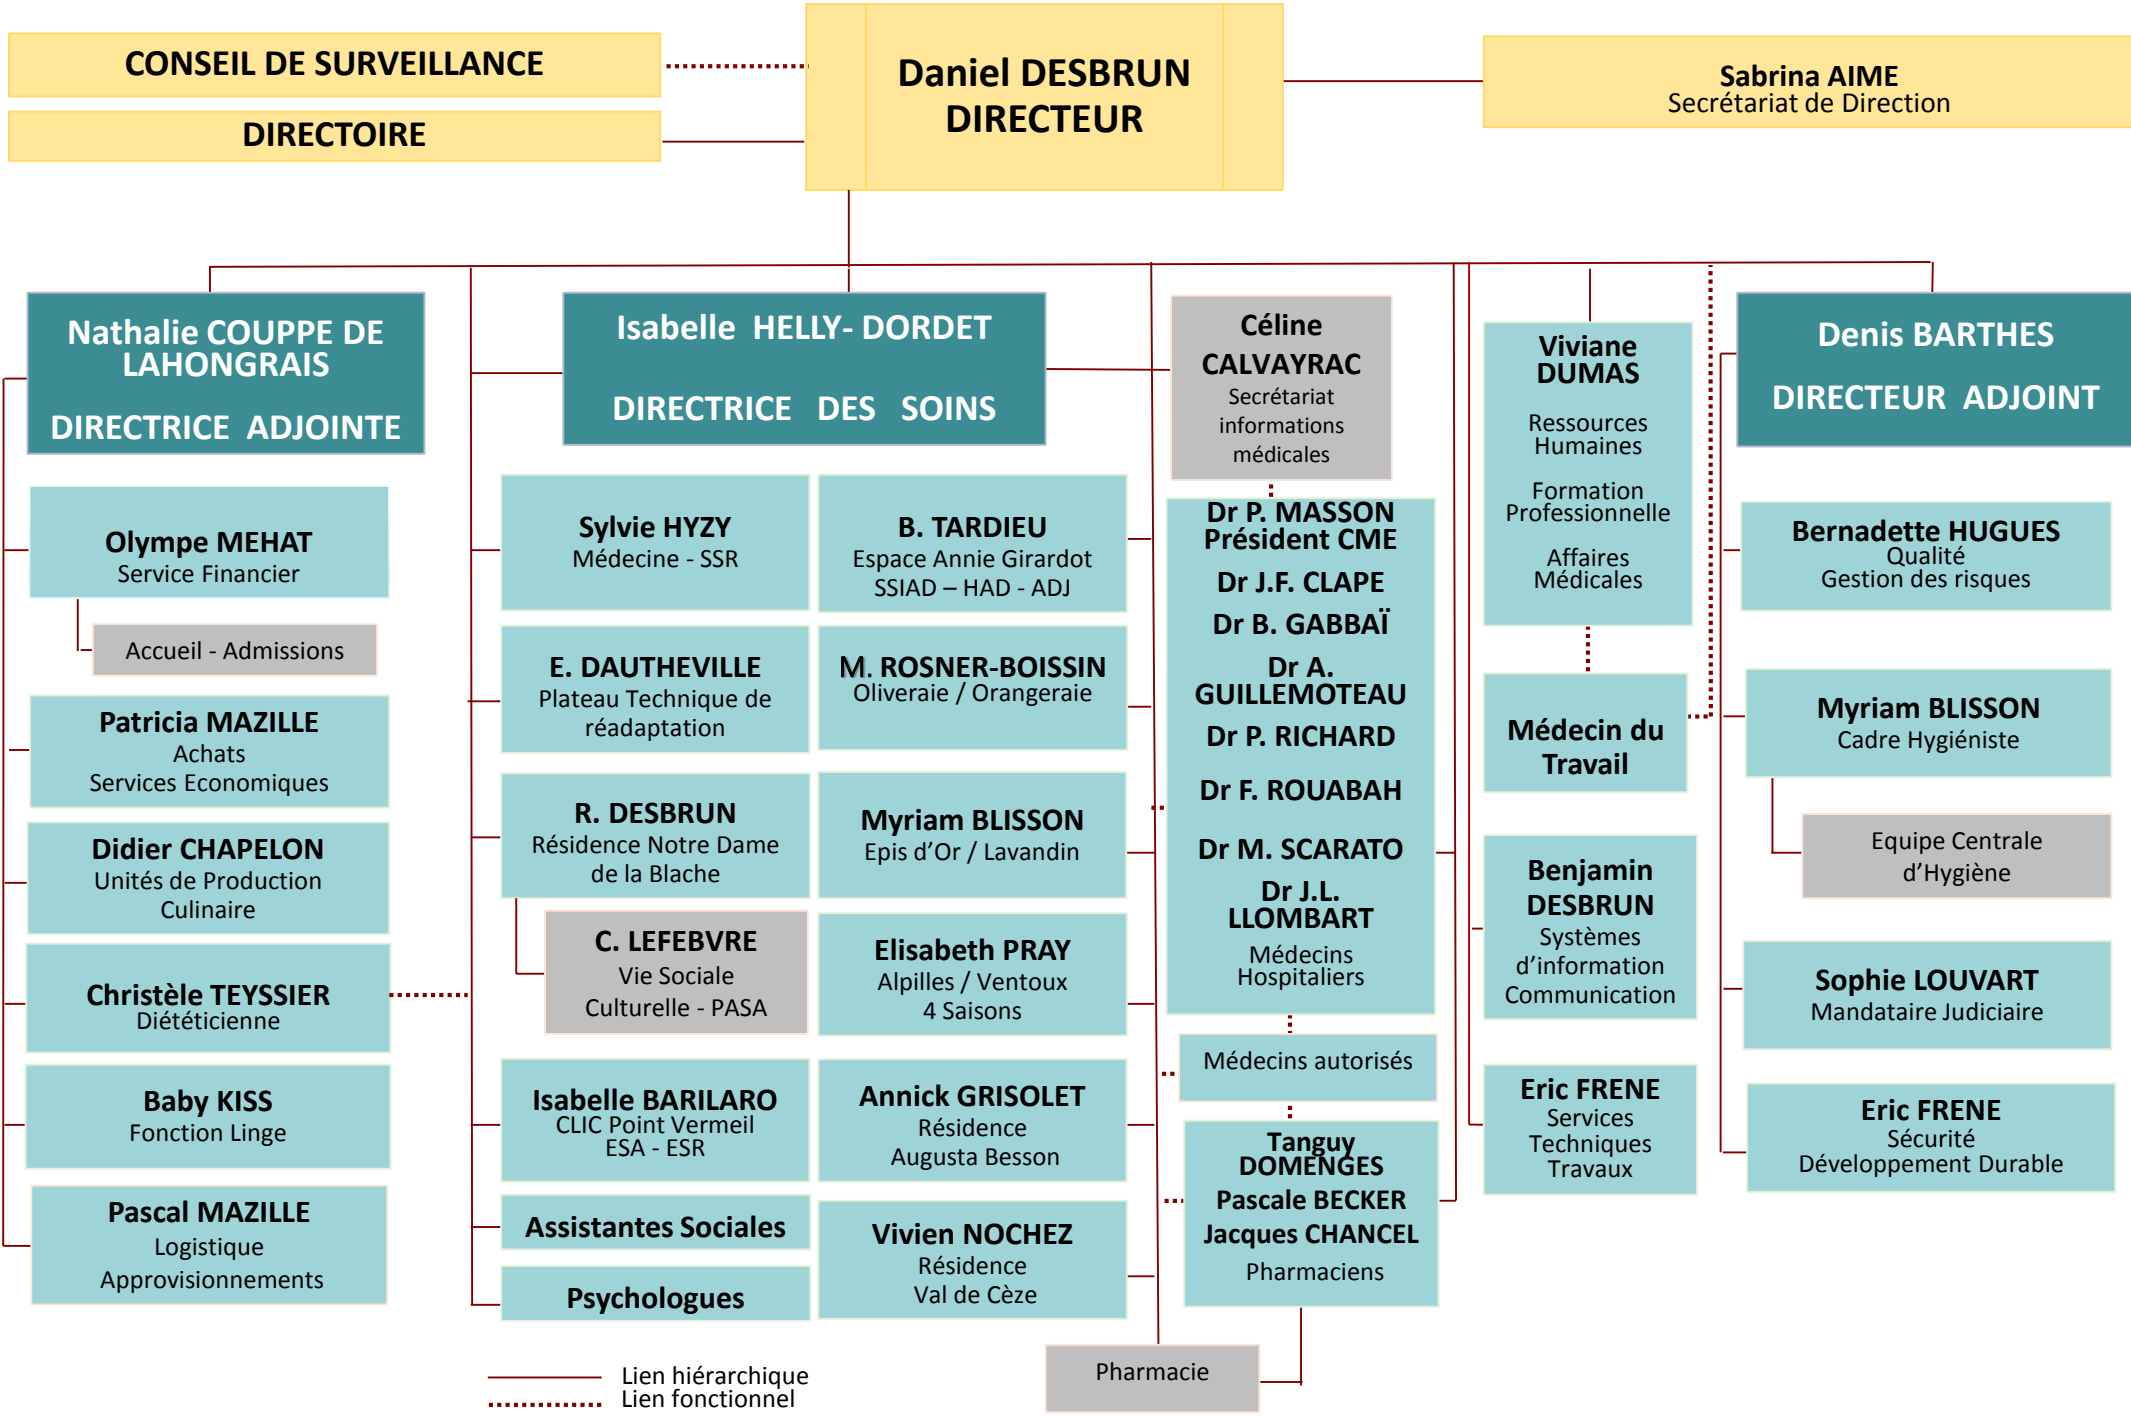 CONSEIL DE SURVEILLANCE
DIRECTOIRE
Daniel DESBRUN
DIRECTEUR
Sabrina AIME
Secrétariat de Direction
Nathalie COUPPE DE
LAHONGRAIS
DIRECTRICE ADJOINTE
Isabelle HELLY- DORDET
DIRECTRICE DES SOINS
Céline
CALVAYRAC
Secrétariat
informations
médicales
Viviane
DUMAS
Ressources
Humaines
Formation
Professionnelle
Affaires
Médicales
Denis BARTHES
DIRECTEUR ADJOINT
Olympe MEHAT
Service Financier
Accueil - Admissions
Patricia MAZILLE
Achats
Services Economiques
Didier CHAPELON
Unités de Production
Culinaire
Christèle TEYSSIER
Diététicienne
Baby KISS
Fonction Linge
Pascal MAZILLE
Logistique
Approvisionnements
Sylvie HYZY
Médecine - SSR
E. DAUTHEVILLE
Plateau Technique de
réadaptation
R. DESBRUN
Résidence Notre Dame
de la Blache
C. LEFEBVRE
Vie Sociale
Culturelle - PASA
Isabelle BARILARO
CLIC Point Vermeil
ESA - ESR
Assistantes Sociales
Psychologues
B. TARDIEU
Espace Annie Girardot
SSIAD – HAD - ADJ
M. ROSNER-BOISSIN
Oliveraie / Orangeraie
Myriam BLISSON
Epis d’Or / Lavandin
Elisabeth PRAY
Alpilles / Ventoux
4 Saisons
Annick GRISOLET
Résidence
Augusta Besson
Vivien NOCHEZ
Résidence
Val de Cèze
Dr P. MASSON
Président CME
Dr J.F. CLAPE
Dr B. GABBAÏ
Dr A.
GUILLEMOTEAU
Dr P. RICHARD
Dr F. ROUABAH
Dr M. SCARATO
Dr J.L.
LLOMBART
Médecins
Hospitaliers
Médecins autorisés
Tanguy
DOMENGES
Pascale BECKER
Jacques CHANCEL
Pharmaciens
Pharmacie
Médecin du
Travail
Benjamin
DESBRUN
Systèmes
d’information
Communication
Eric FRENE
Services
Techniques
Travaux
Bernadette HUGUES
Qualité
Gestion des risques
Myriam BLISSON
Cadre Hygiéniste
Equipe Centrale
d’Hygiène
Sophie LOUVART
Mandataire Judiciaire
Eric FRENE
Sécurité
Développement Durable
Lien hiérarchique
Lien fonctionnel